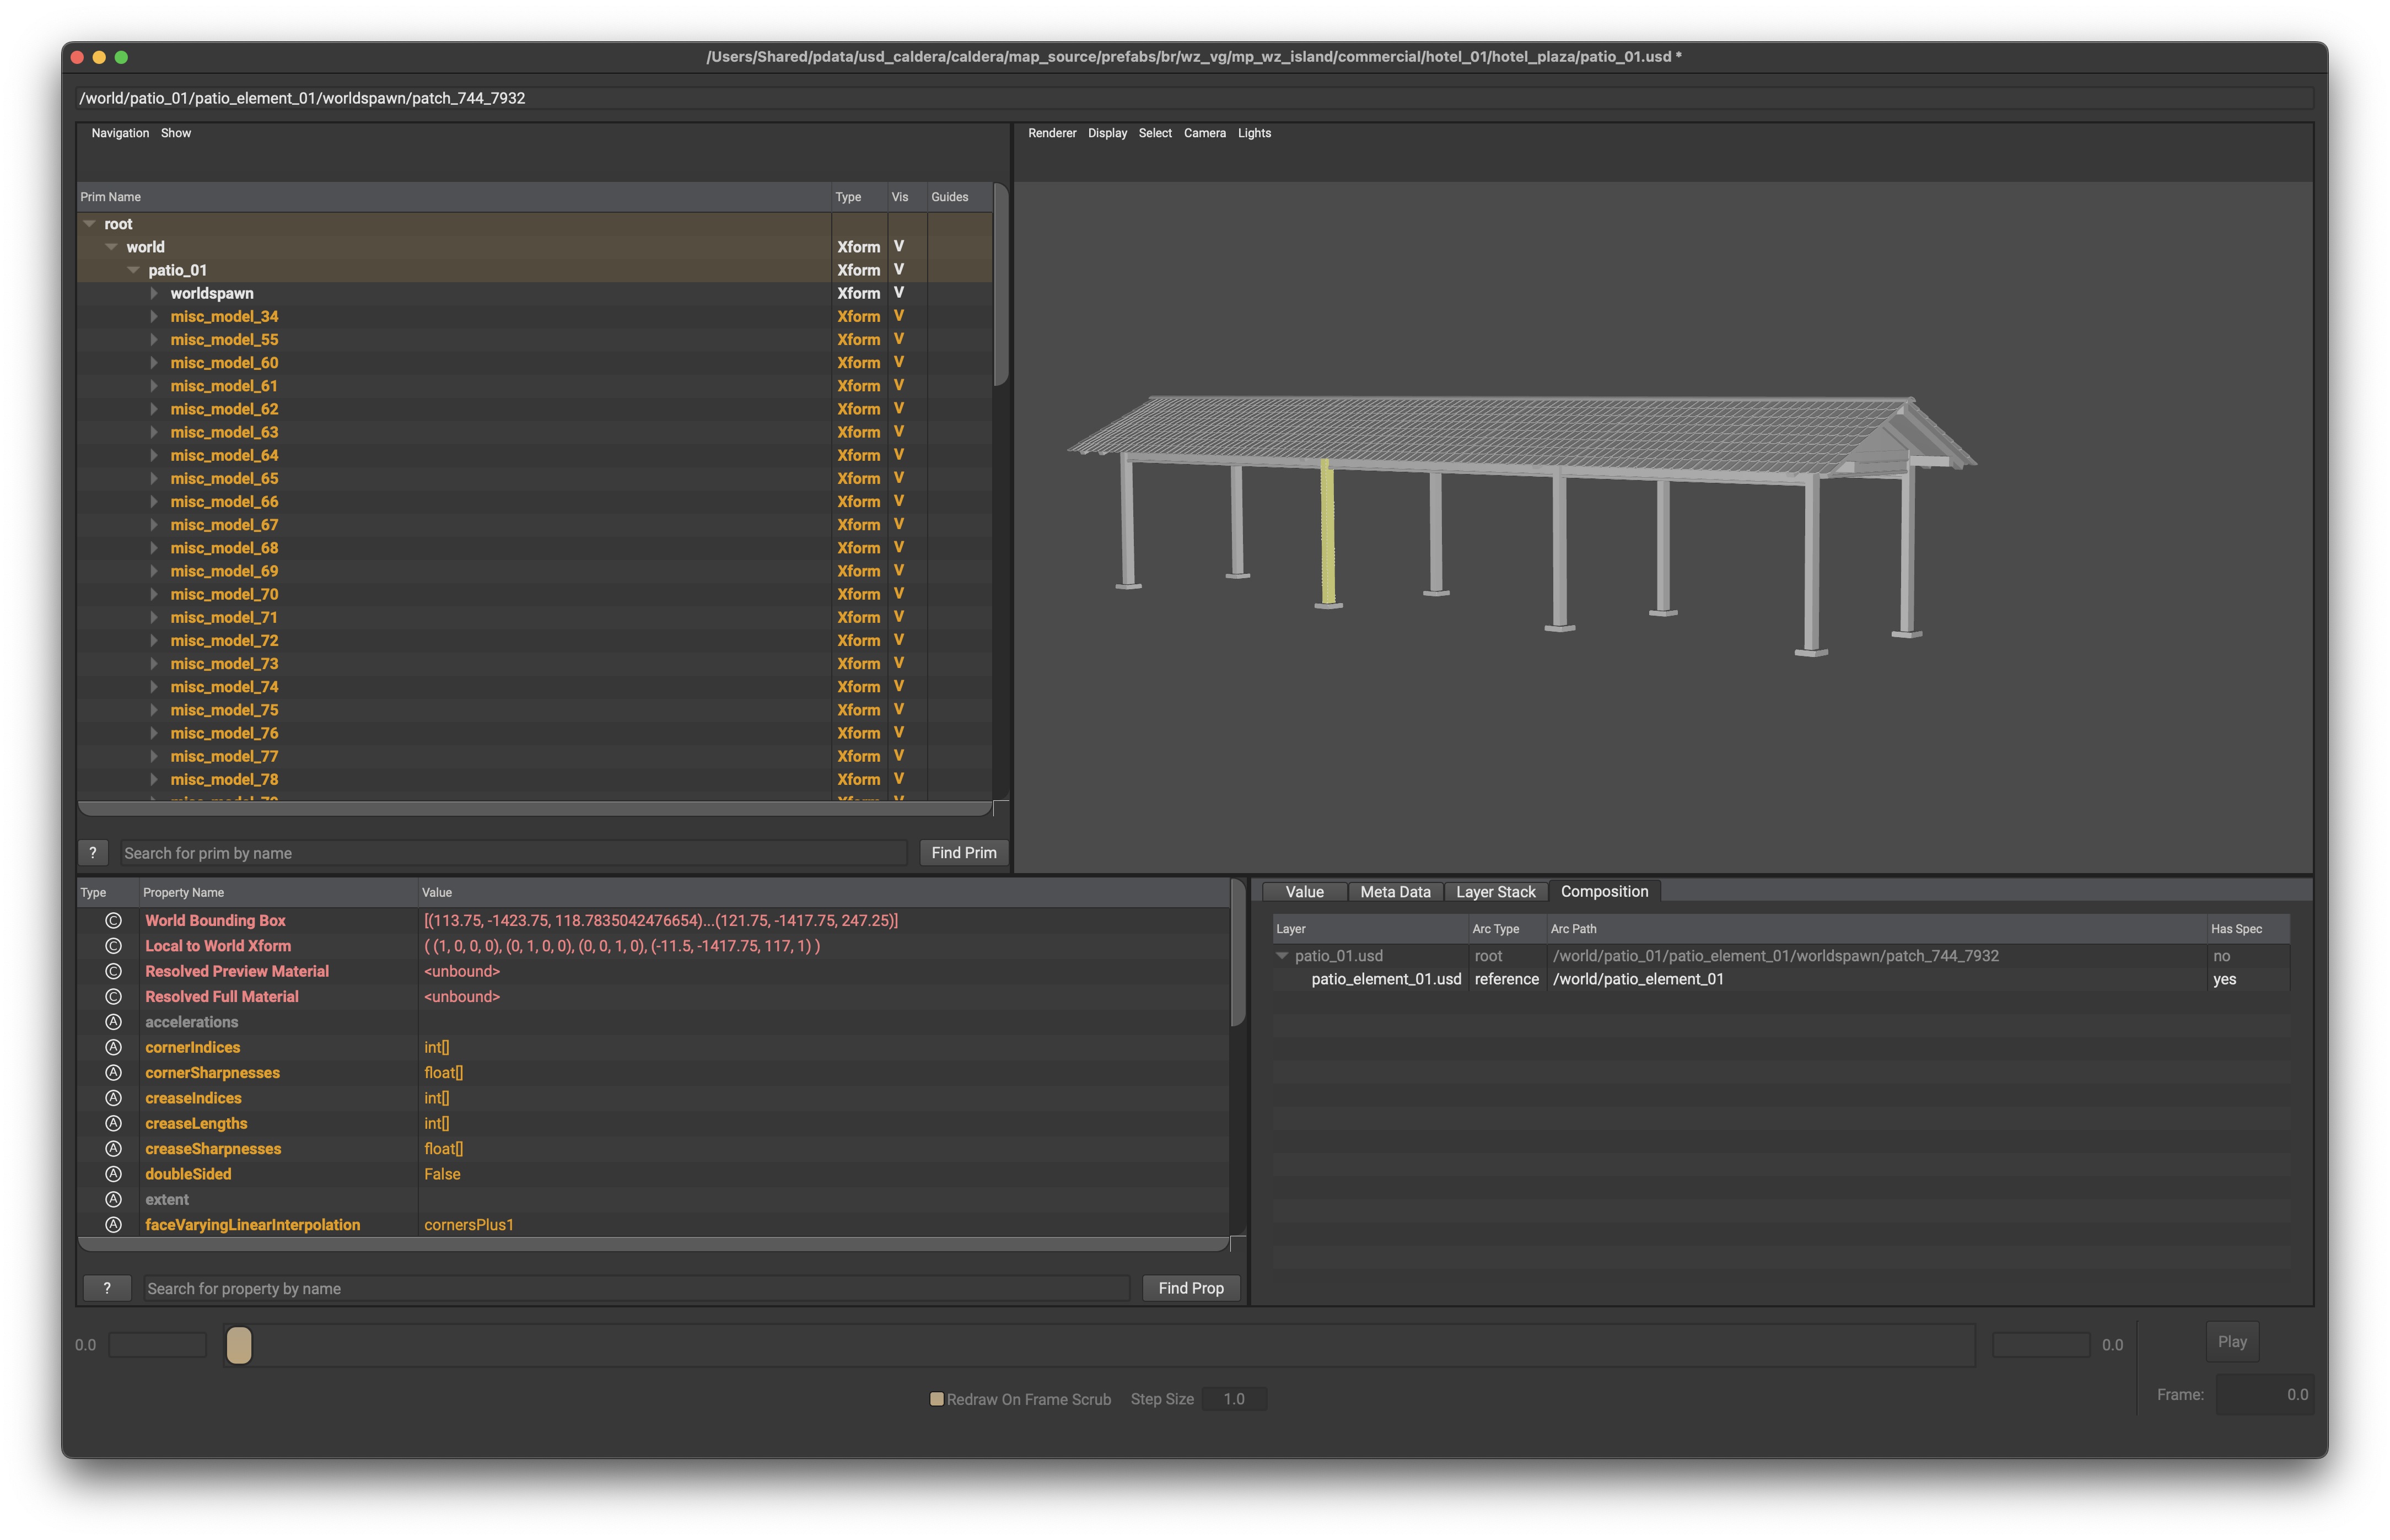 /Users/Shared/pdata/usd_caldera/caldera/map_source/prefabs/br/wz_vg/mp_wz_island/commercial/hotel_01/hotel_plaza/patio_01.usd *
/world/patio_01/patio_element_01/worldspawn/patch_744_7932
Navigation Show
Prim Name Type Vis Guides
root
world Xform V
patio_01 Xform V
worldspawn Xform V
misc_model_34 Xform V
misc_model_55 Xform V
misc_model_60 Xform V
misc_model_61 Xform V
misc_model_62 Xform V
misc_model_63 Xform V
misc_model_64 Xform V
misc_model_65 Xform V
misc_model_66 Xform V
misc_model_67 Xform V
misc_model_68 Xform V
misc_model_69 Xform V
misc_model_70 Xform V
misc_model_71 Xform V
misc_model_72 Xform V
misc_model_73 Xform V
misc_model_74 Xform V
misc_model_75 Xform V
misc_model_76 Xform V
misc_model_77 Xform V
misc_model_78 Xform V
? Search for prim by name Find Prim
Renderer Display Select Camera Lights
Type Property Name Value
C World Bounding Box [(113.75, -1423.75, 118.7835042476654)...(121.75, -1417.75, 247.25)]
C Local to World Xform ( (1, 0, 0, 0), (0, 1, 0, 0), (0, 0, 1, 0), (-11.5, -1417.75, 117, 1) )
C Resolved Preview Material <unbound>
C Resolved Full Material <unbound>
A accelerations
A cornerIndices int[]
A cornerSharpnesses float[]
A creaseIndices int[]
A creaseLengths int[]
A creaseSharpnesses float[]
A doubleSided False
A extent
A faceVaryingLinearInterpolation cornersPlus1
? Search for property by name Find Prop
Value Meta Data Layer Stack Composition
Layer Arc Type Arc Path Has Spec
patio_01.usd root /world/patio_01/patio_element_01/worldspawn/patch_744_7932 no
patio_element_01.usd reference /world/patio_element_01 yes
0.0 0.0 Play
Redraw On Frame Scrub Step Size 1.0 Frame: 0.0